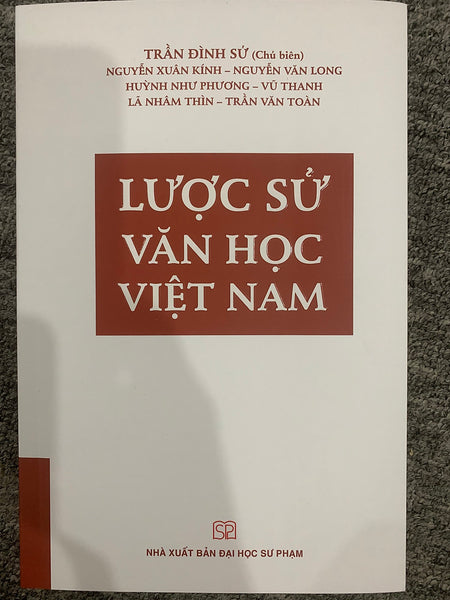 TRẦN ĐÌNH SỬ (Chủ biên)
NGUYỄN XUÂN KÍNH – NGUYỄN VĂN LONG
HUỲNH NHƯ PHƯƠNG – VŨ THANH
LÃ NHÂM THÌN – TRẦN VĂN TOÀN
LƯỢC SỬ
VĂN HỌC
VIỆT NAM
SP
NHÀ XUẤT BẢN ĐẠI HỌC SƯ PHẠM